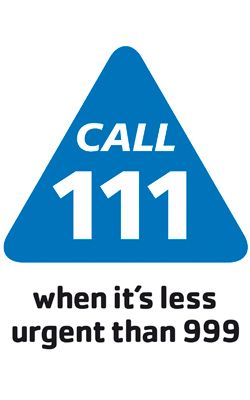 CALL
111
when it's less
urgent than 999